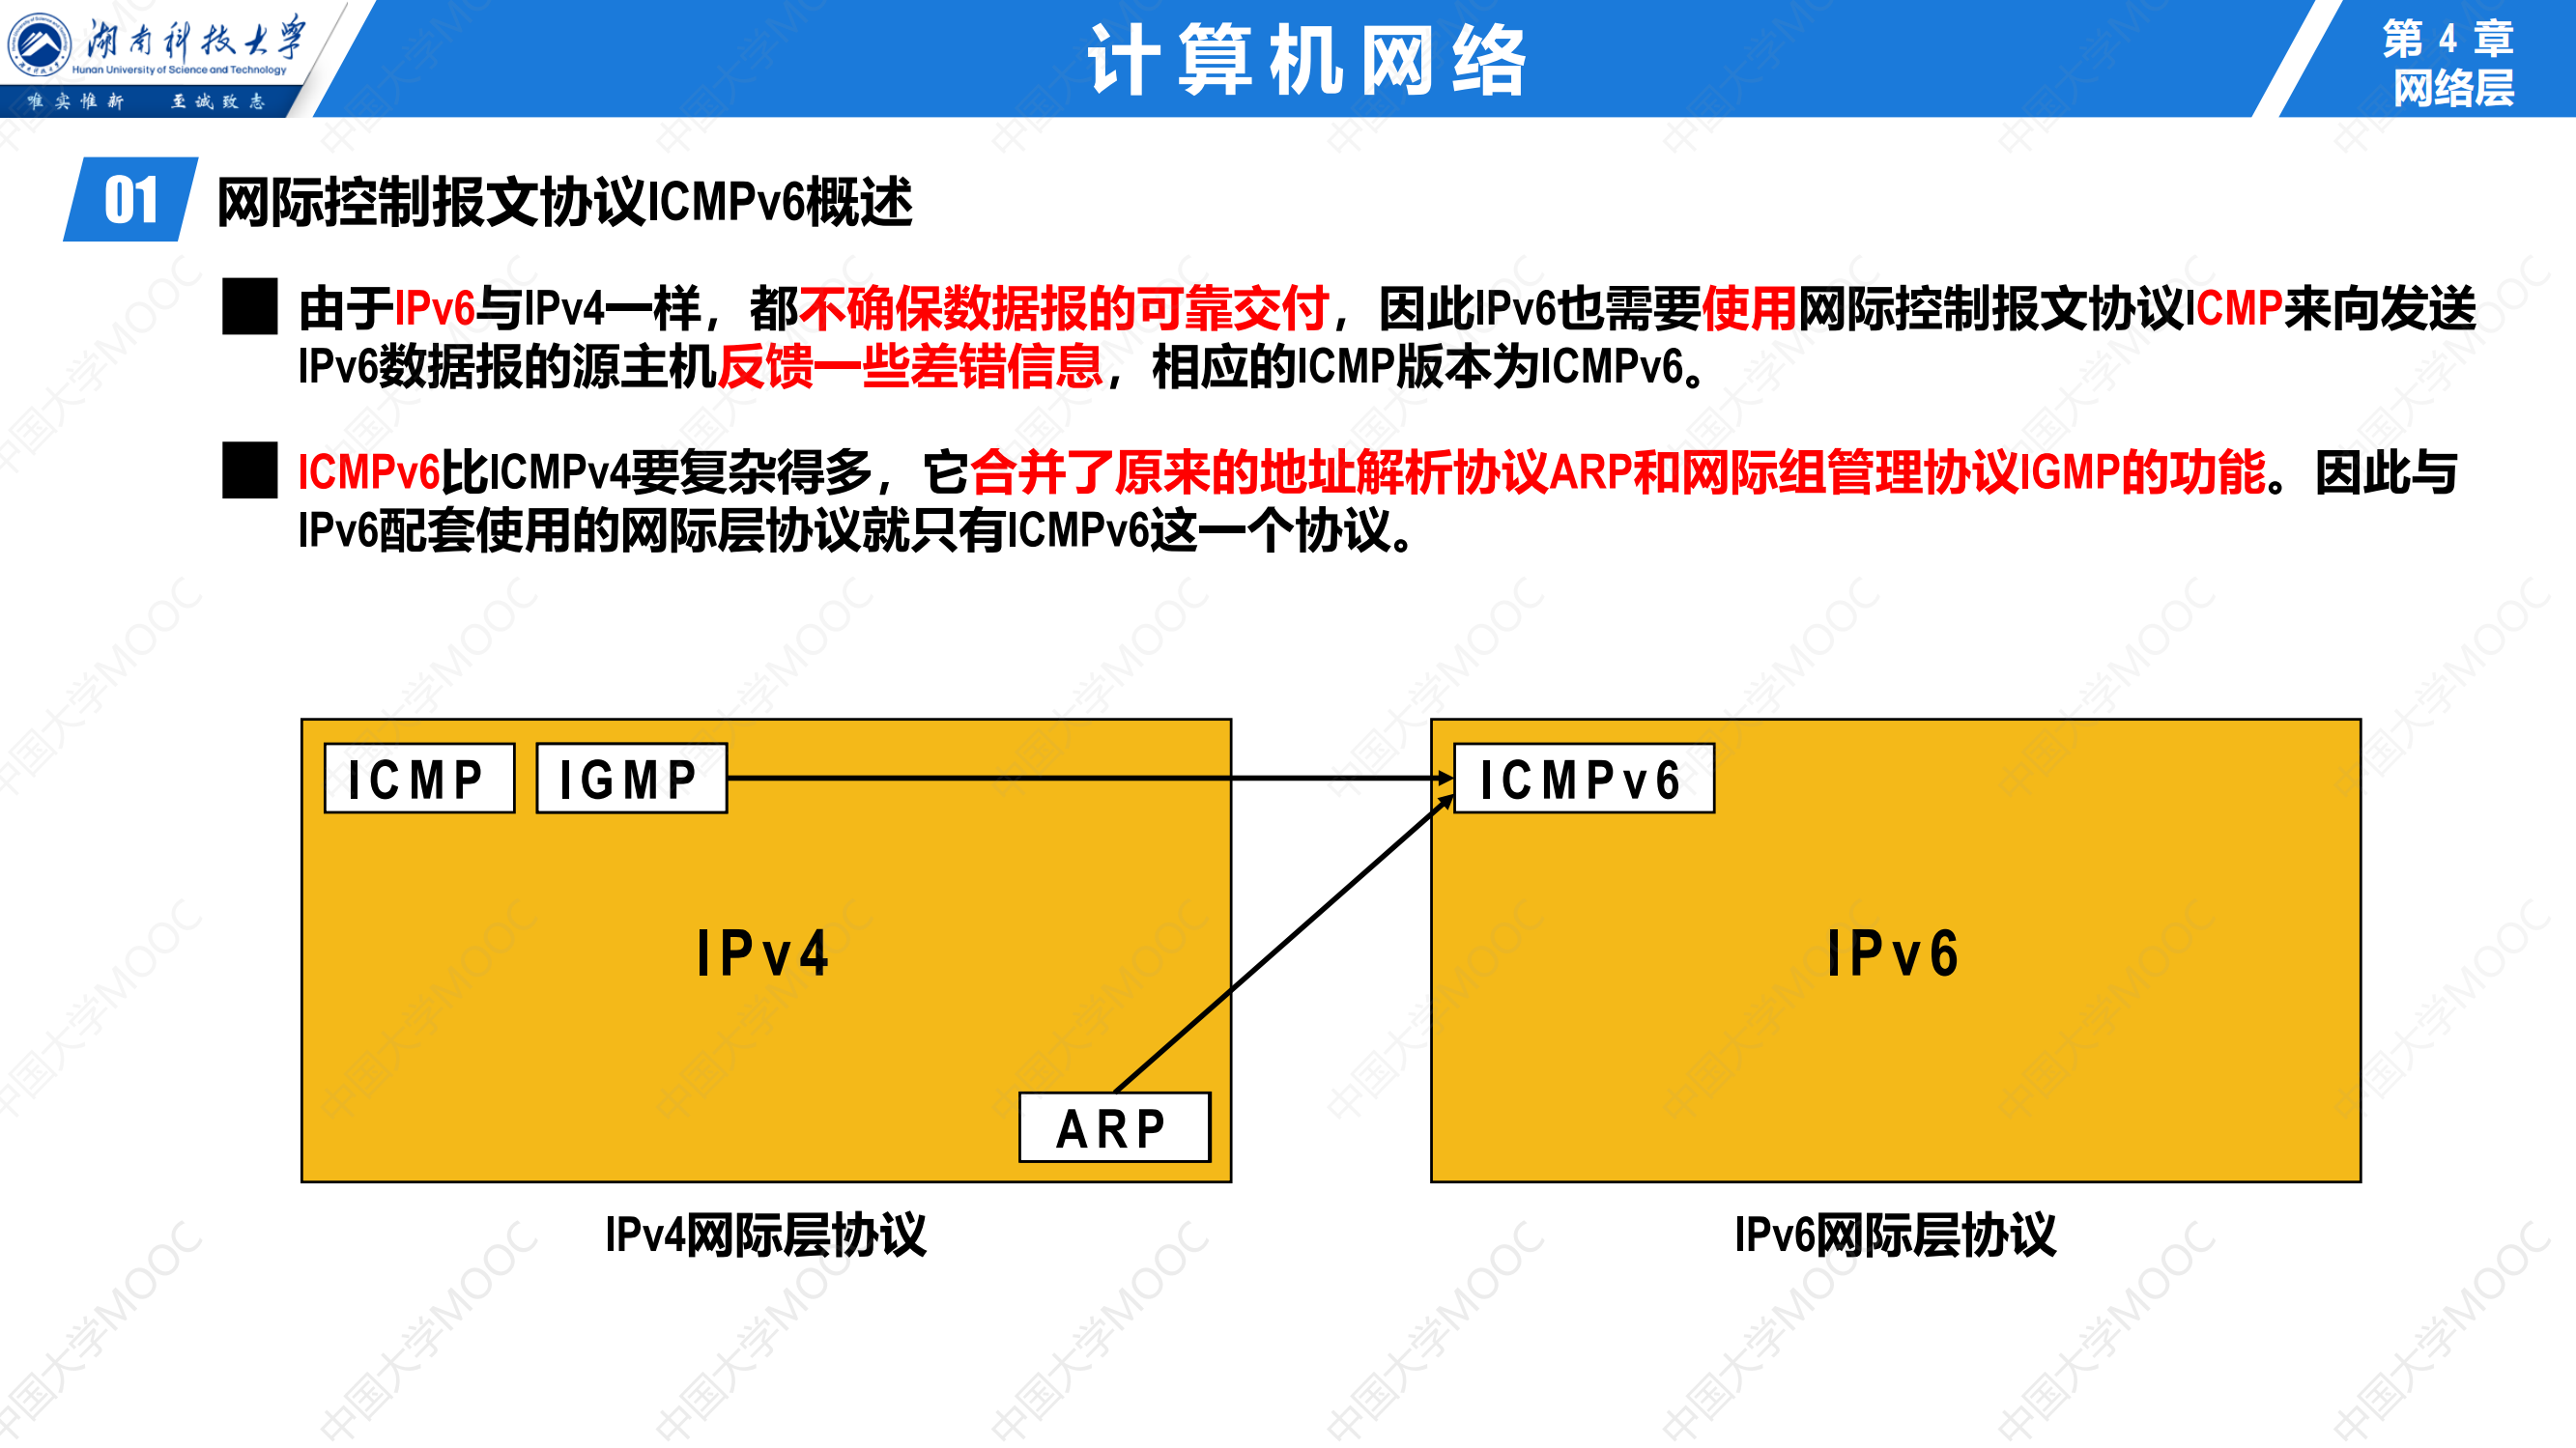 湖南科技大学
Hunan University of Science and Technology
唯实惟新 至诚致志
计算机网络
第 4 章
网络层
01 网际控制报文协议ICMPv6概述
由于IPv6与IPv4一样，都不确保数据报的可靠交付，因此IPv6也需要使用网际控制报文协议ICMP来向发送
IPv6数据报的源主机反馈一些差错信息，相应的ICMP版本为ICMPv6。
ICMPv6比ICMPv4要复杂得多，它合并了原来的地址解析协议ARP和网际组管理协议IGMP的功能。因此与
IPv6配套使用的网际层协议就只有ICMPv6这一个协议。
ICMP IGMP ICMPv6
IPv4 IPv6
ARP
IPv4网际层协议 IPv6网际层协议
中国大学MOOC